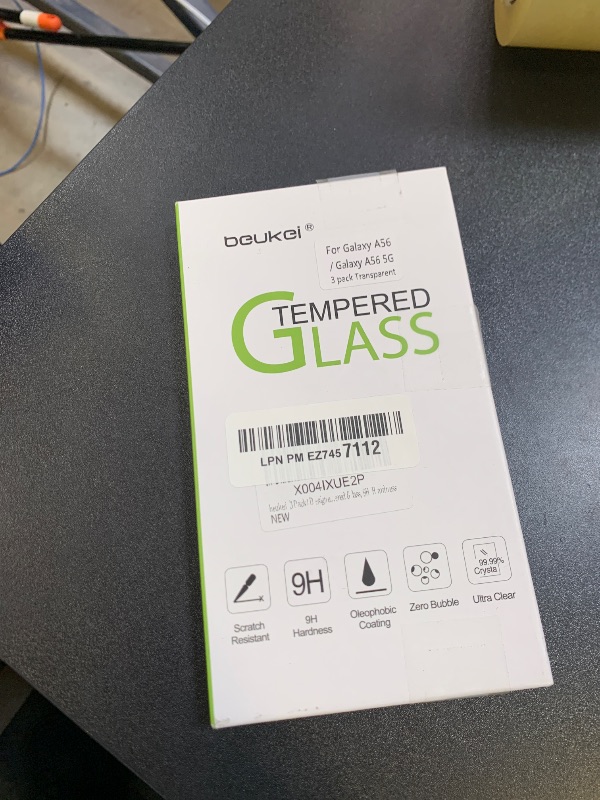 beukei®
For Galaxy A56
/ Galaxy A56 5G
3 pack Transparent
TEMPERED
GLASS
LPN PM EZ745 7112
X004IXUE2P
NEW
9H
99.99%
Crysta
Scratch
Resistant
9H
Hardness
Oleophobic
Coating
Zero Bubble
Ultra Clear